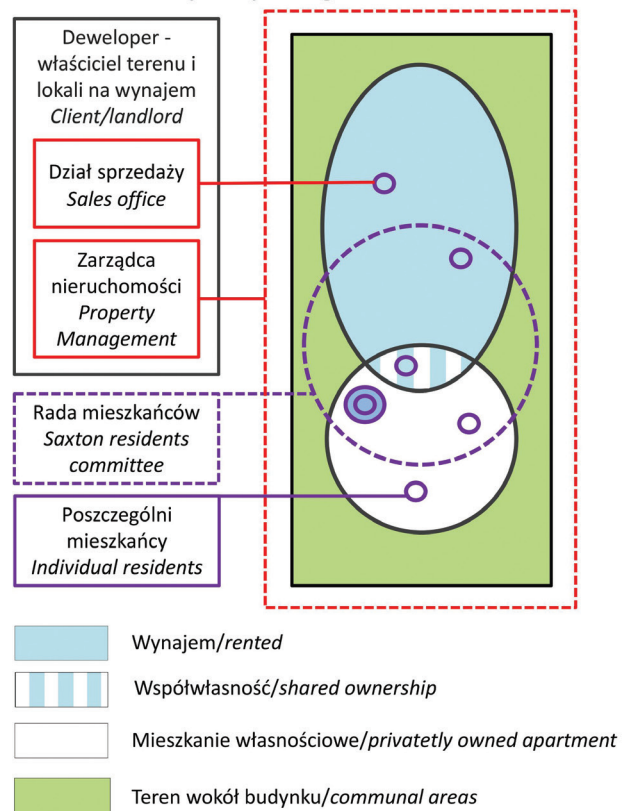 Deweloper -
właściciel terenu i
lokali na wynajem
Client/landlord
Dział sprzedaży
Sales office
Zarządca
nieruchomości
Property
Management
Rada mieszkańców
Saxton residents
committee
Poszczególni
mieszkańcy
Individual residents
Wynajem/rented
Współwłasność/shared ownership
Mieszkanie własnościowe/privatetly owned apartment
Teren wokół budynku/communal areas